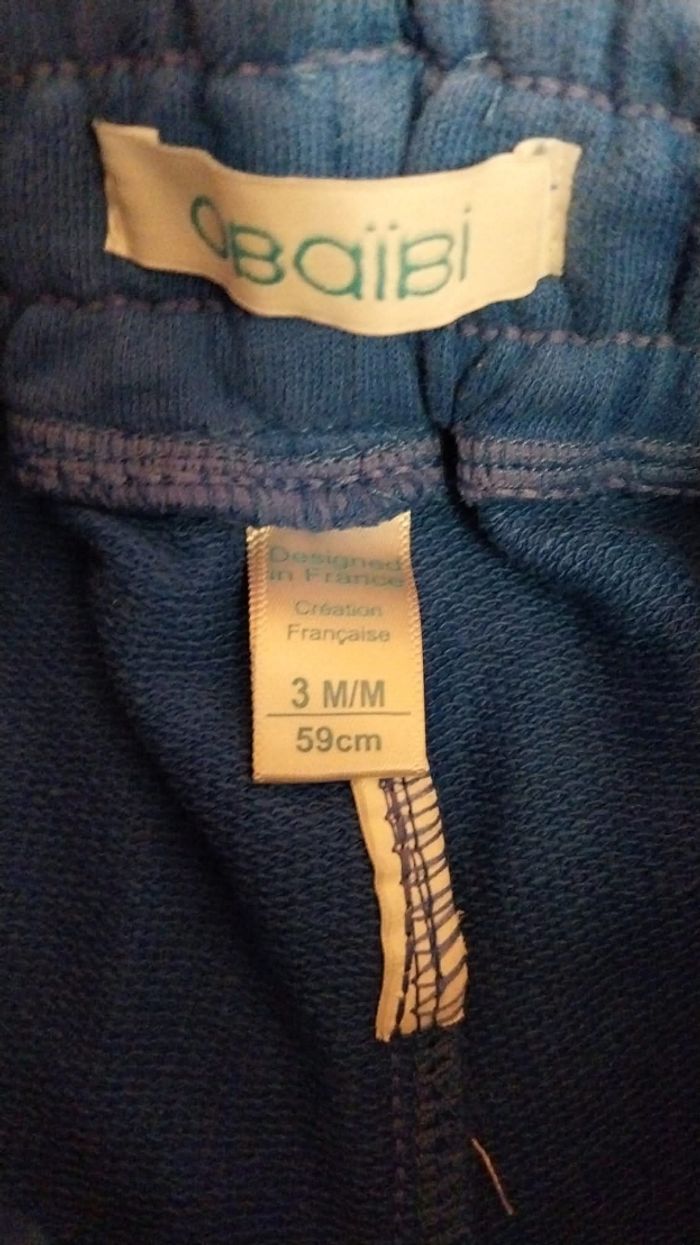 OBaïBi
Designed
in France
Création
Française
3 M/M
59cm